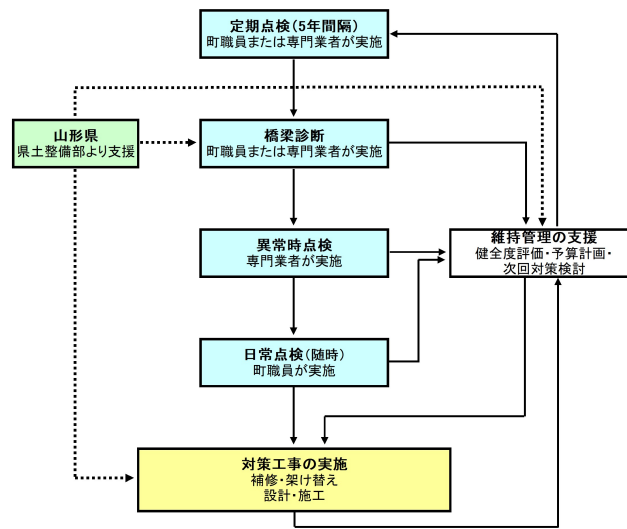 定期点検(5年間隔)
町職員または専門業者が実施
山形県
県土整備部より支援
橋梁診断
町職員または専門業者が実施
異常時点検
専門業者が実施
維持管理の支援
健全度評価・予算計画・
次回対策検討
日常点検(随時)
町職員が実施
対策工事の実施
補修・架け替え
設計・施工